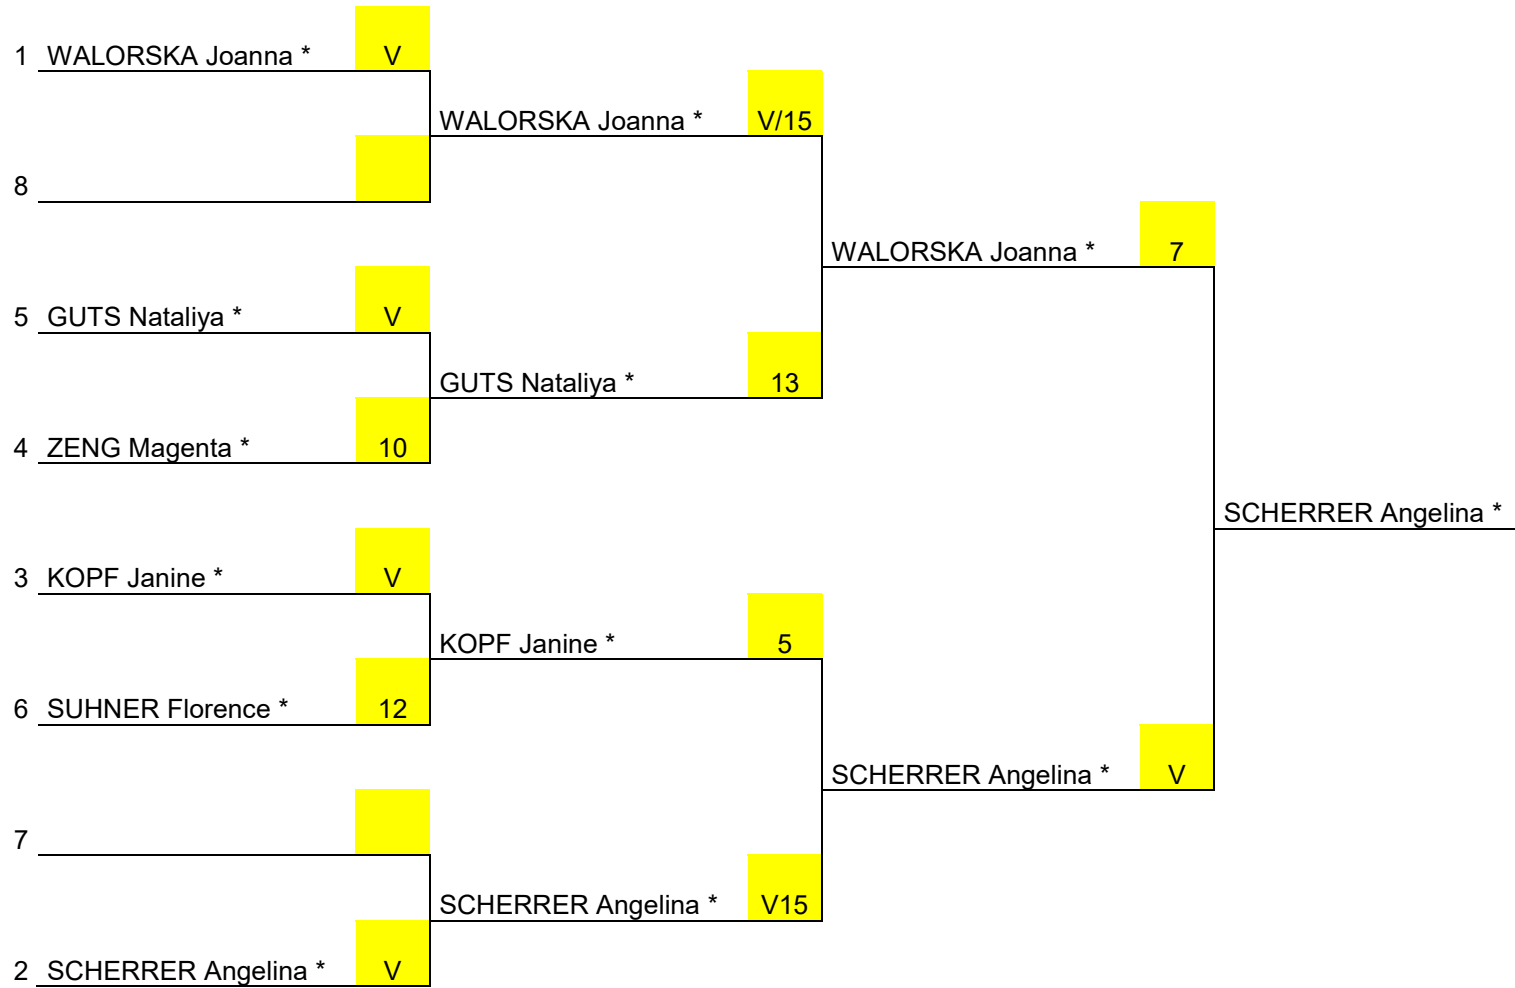 1 WALORSKA Joanna * V
WALORSKA Joanna * V/15
8
WALORSKA Joanna * 7
5 GUTS Nataliya * V
GUTS Nataliya * 13
4 ZENG Magenta * 10
SCHERRER Angelina *
3 KOPF Janine * V
KOPF Janine * 5
6 SUHNER Florence * 12
SCHERRER Angelina * V
7
SCHERRER Angelina * V15
2 SCHERRER Angelina * V